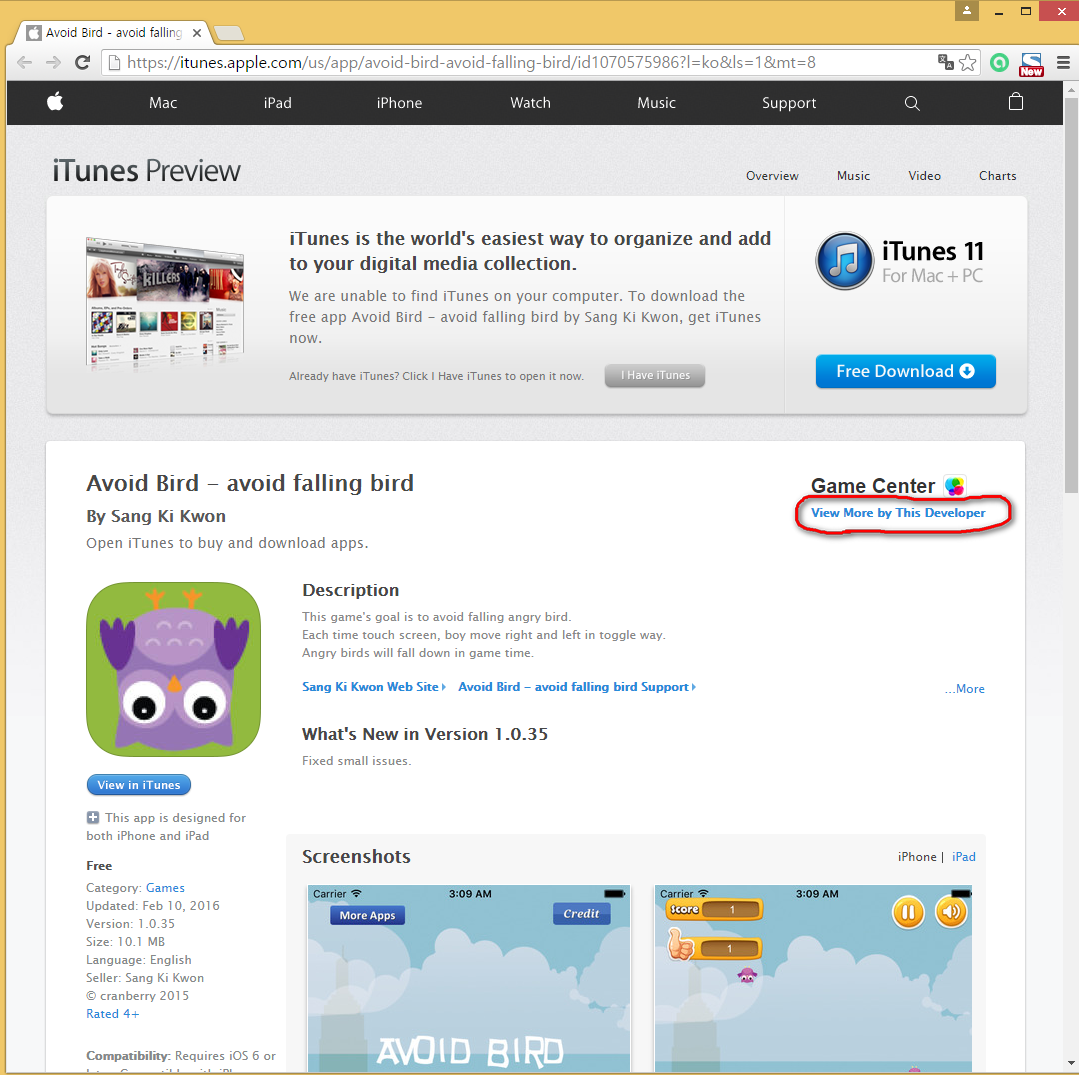 Avoid Bird - avoid falling
https://itunes.apple.com/us/app/avoid-bird-avoid-falling-bird/id1070575986?l=ko&ls=1&mt=8
New
Mac iPad iPhone Watch Music Support
iTunes Preview
Overview Music Video Charts
iTunes is the world's easiest way to organize and add
to your digital media collection.
We are unable to find iTunes on your computer. To download the
free app Avoid Bird – avoid falling bird by Sang Ki Kwon, get iTunes
now.
Already have iTunes? Click I Have iTunes to open it now.
I Have iTunes
iTunes 11
For Mac + PC
Free Download
KILLERS
Avoid Bird – avoid falling bird
By Sang Ki Kwon
Open iTunes to buy and download apps.
Game Center
View More by This Developer
Description
This game's goal is to avoid falling angry bird.
Each time touch screen, boy move right and left in toggle way.
Angry birds will fall down in game time.
Sang Ki Kwon Web Site Avoid Bird – avoid falling bird Support
...More
What's New in Version 1.0.35
Fixed small issues.
View in iTunes
This app is designed for
both iPhone and iPad
Free
Category: Games
Updated: Feb 10, 2016
Version: 1.0.35
Size: 10.1 MB
Language: English
Seller: Sang Ki Kwon
© cranberry 2015
Rated 4+
Compatibility: Requires iOS 6 or
Screenshots
iPhone | iPad
Carrier 3:09 AM
More Apps Credit
AVOID BIRD
Carrier 3:09 AM
score 1
1